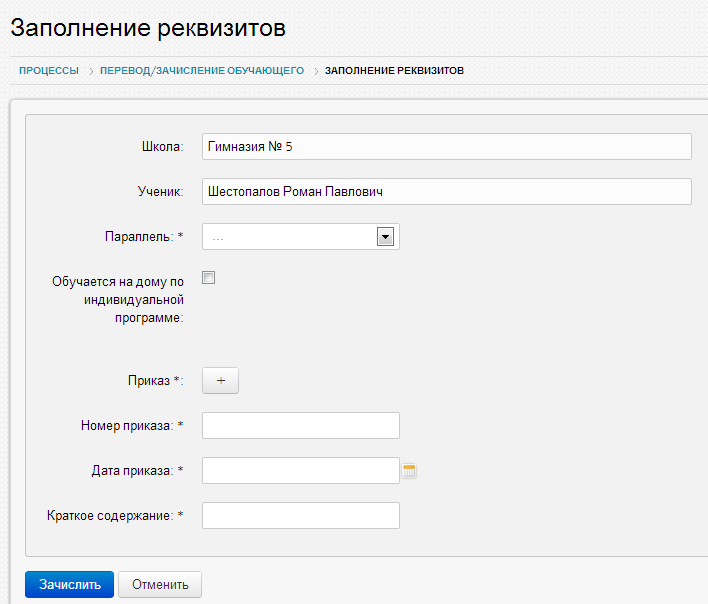 Заполнение реквизитов
ПРОЦЕССЫ > ПЕРЕВОД/ЗАЧИСЛЕНИЕ ОБУЧАЮЩЕГО > ЗАПОЛНЕНИЕ РЕКВИЗИТОВ
Школа: Гимназия № 5
Ученик: Шестопалов Роман Павлович
Параллель: * ...
Обучается на дому по
индивидуальной
программе:
Приказ *: +
Номер приказа: *
Дата приказа: *
Краткое содержание: *
Зачислить Отменить